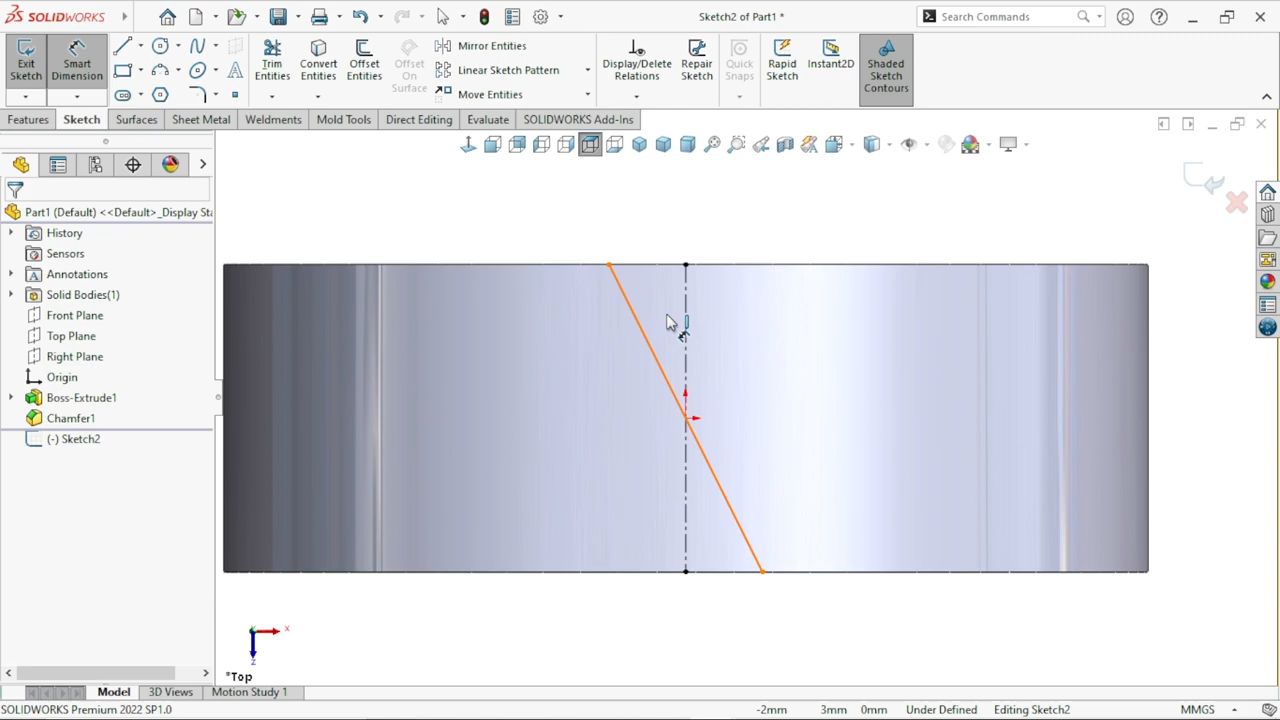 SOLIDWORKS
Sketch2 of Part1 *
Search Commands
Exit Sketch
Smart Dimension
Trim Entities
Convert Entities
Offset Entities
Offset On Surface
Mirror Entities
Linear Sketch Pattern
Move Entities
Display/Delete Relations
Repair Sketch
Quick Snaps
Rapid Sketch
Instant2D
Shaded Sketch Contours
Features
Sketch
Surfaces
Sheet Metal
Weldments
Mold Tools
Direct Editing
Evaluate
SOLIDWORKS Add-Ins
Part1 (Default) <<Default>_Display Sta
History
Sensors
Annotations
Solid Bodies(1)
Front Plane
Top Plane
Right Plane
Origin
Boss-Extrude1
Chamfer1
(-) Sketch2
X
Z
*Top
Model
3D Views
Motion Study 1
SOLIDWORKS Premium 2022 SP1.0
-2mm
3mm
0mm
Under Defined
Editing Sketch2
MMGS